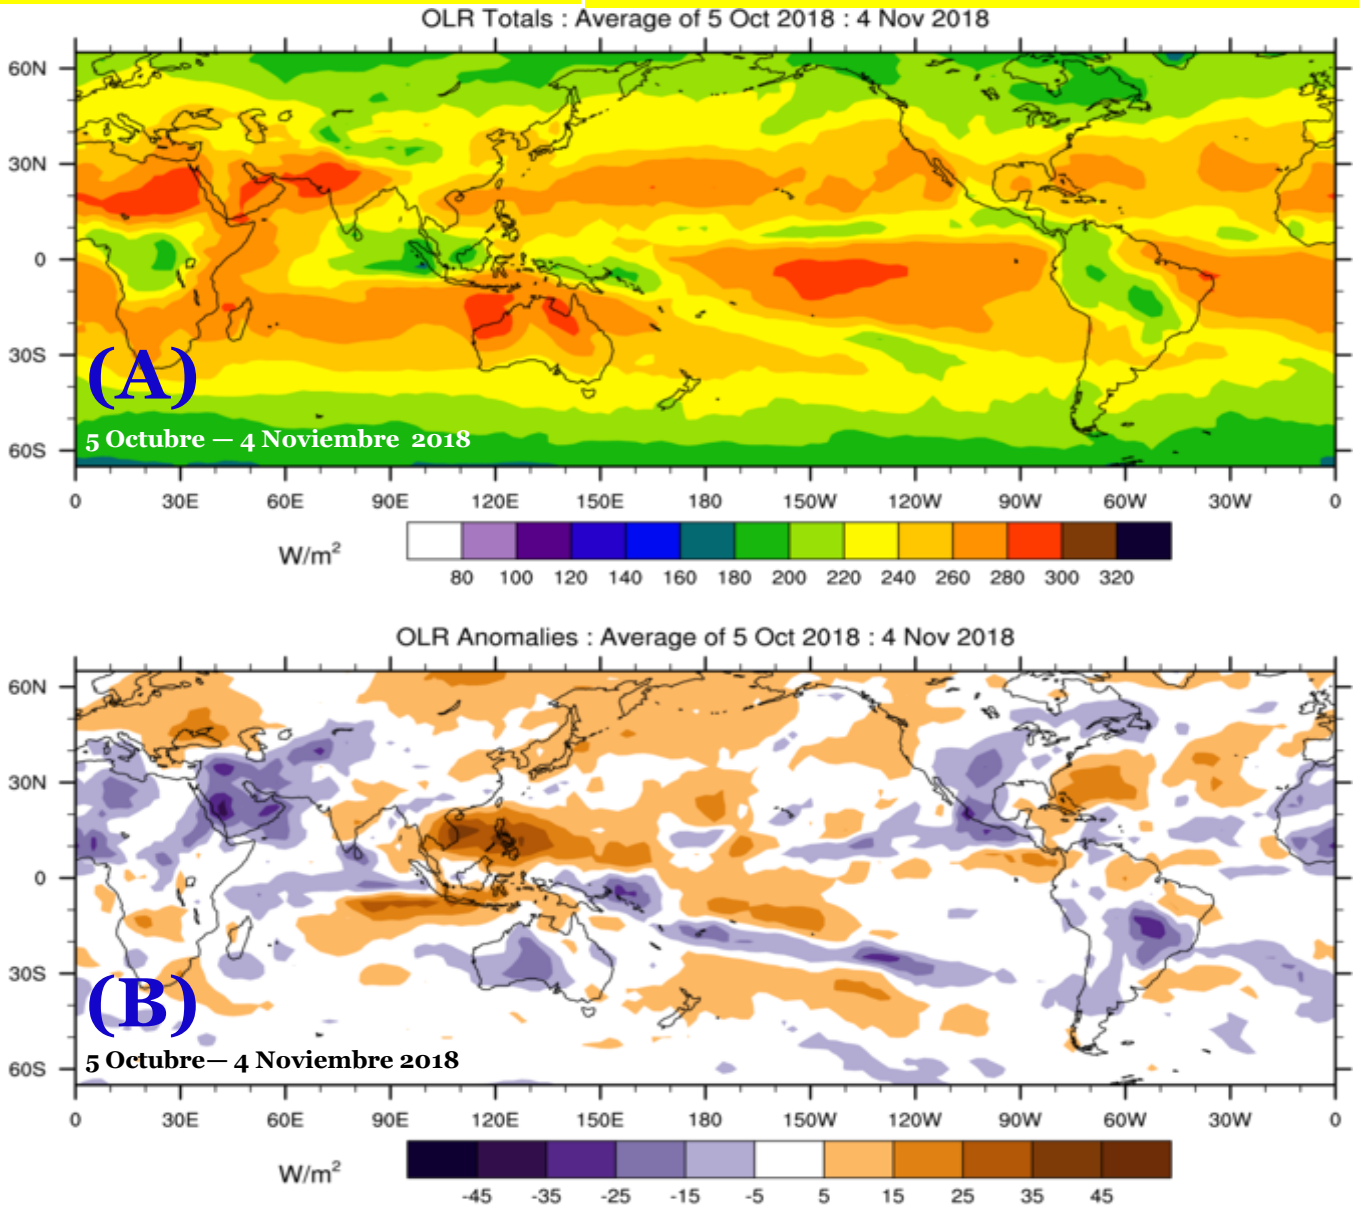 OLR Totals : Average of 5 Oct 2018 : 4 Nov 2018
60N
30N
0
30S
60S
(A)
5 Octubre — 4 Noviembre 2018
0 30E 60E 90E 120E 150E 180 150W 120W 90W 60W 30W 0
W/m²
80 100 120 140 160 180 200 220 240 260 280 300 320
OLR Anomalies : Average of 5 Oct 2018 : 4 Nov 2018
60N
30N
0
30S
60S
(B)
5 Octubre— 4 Noviembre 2018
0 30E 60E 90E 120E 150E 180 150W 120W 90W 60W 30W 0
W/m²
-45 -35 -25 -15 -5 5 15 25 35 45